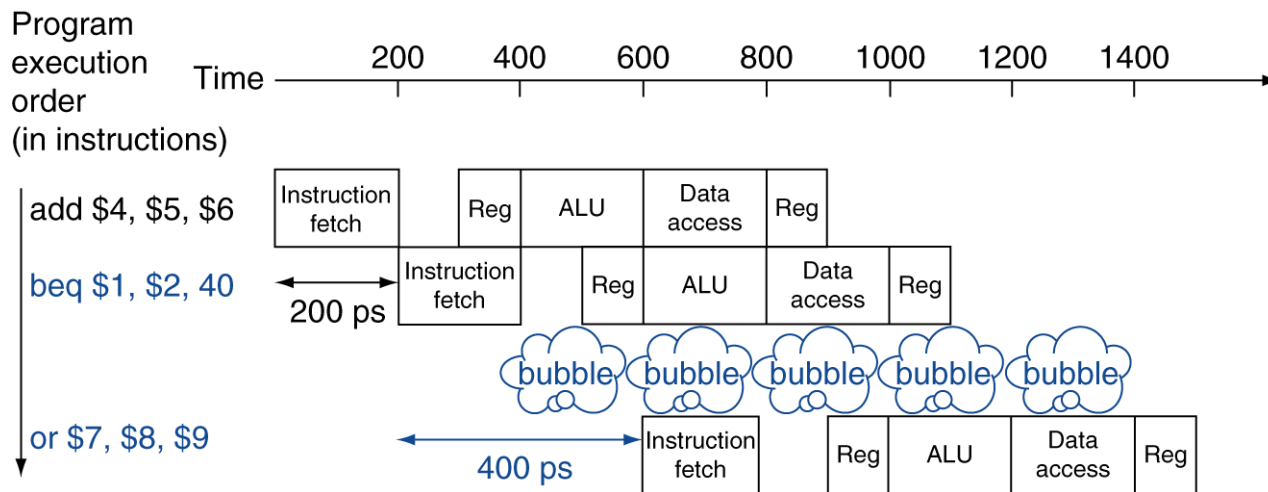 Program
execution
order
(in instructions)
Time
200 400 600 800 1000 1200 1400
add $4, $5, $6
Instruction
fetch
Reg
ALU
Data
access
Reg
beq $1, $2, 40
200 ps
Instruction
fetch
Reg
ALU
Data
access
Reg
bubble bubble bubble bubble bubble
or $7, $8, $9
400 ps
Instruction
fetch
Reg
ALU
Data
access
Reg